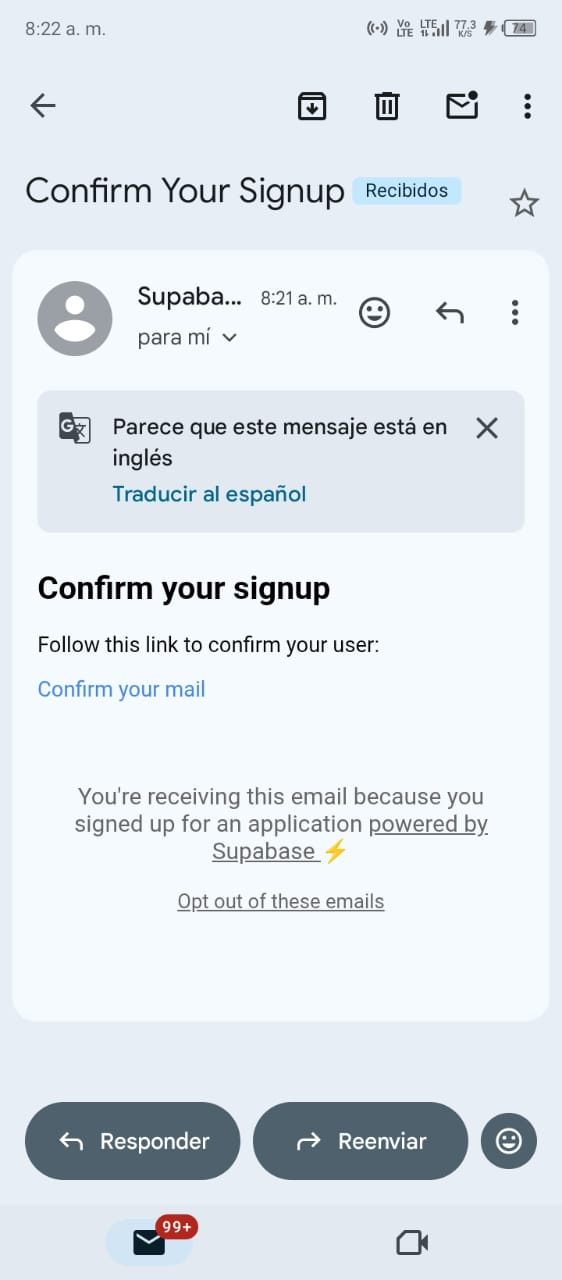 8:22 a. m.
Vo LTE LTE 77.3 K/S 74
Confirm Your Signup Recibidos
Supaba... 8:21 a. m.
para mí
Parece que este mensaje está en
inglés
Traducir al español
Confirm your signup
Follow this link to confirm your user:
Confirm your mail
You're receiving this email because you
signed up for an application powered by
Supabase ⚡
Opt out of these emails
Responder
Reenviar
99+